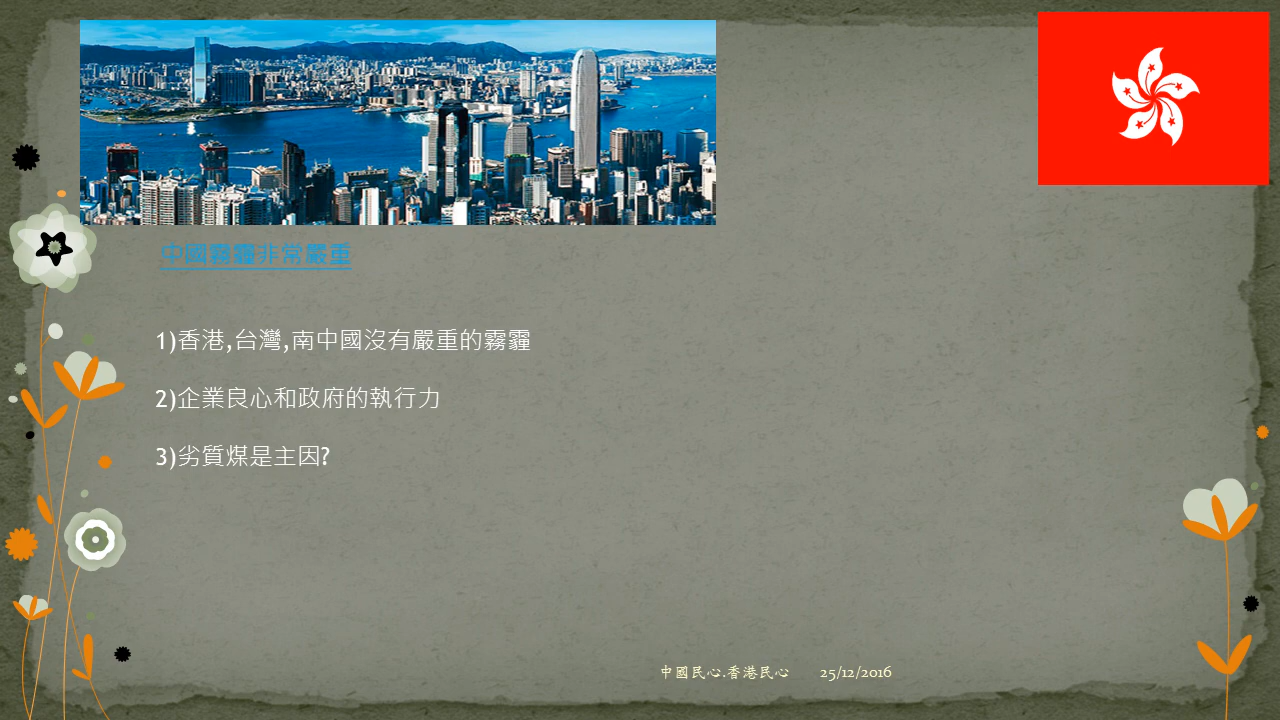 中國霧霾非常嚴重
1)香港,台灣,南中國沒有嚴重的霧霾
2)企業良心和政府的執行力
3)劣質煤是主因?
中國民心.香港民心 25/12/2016